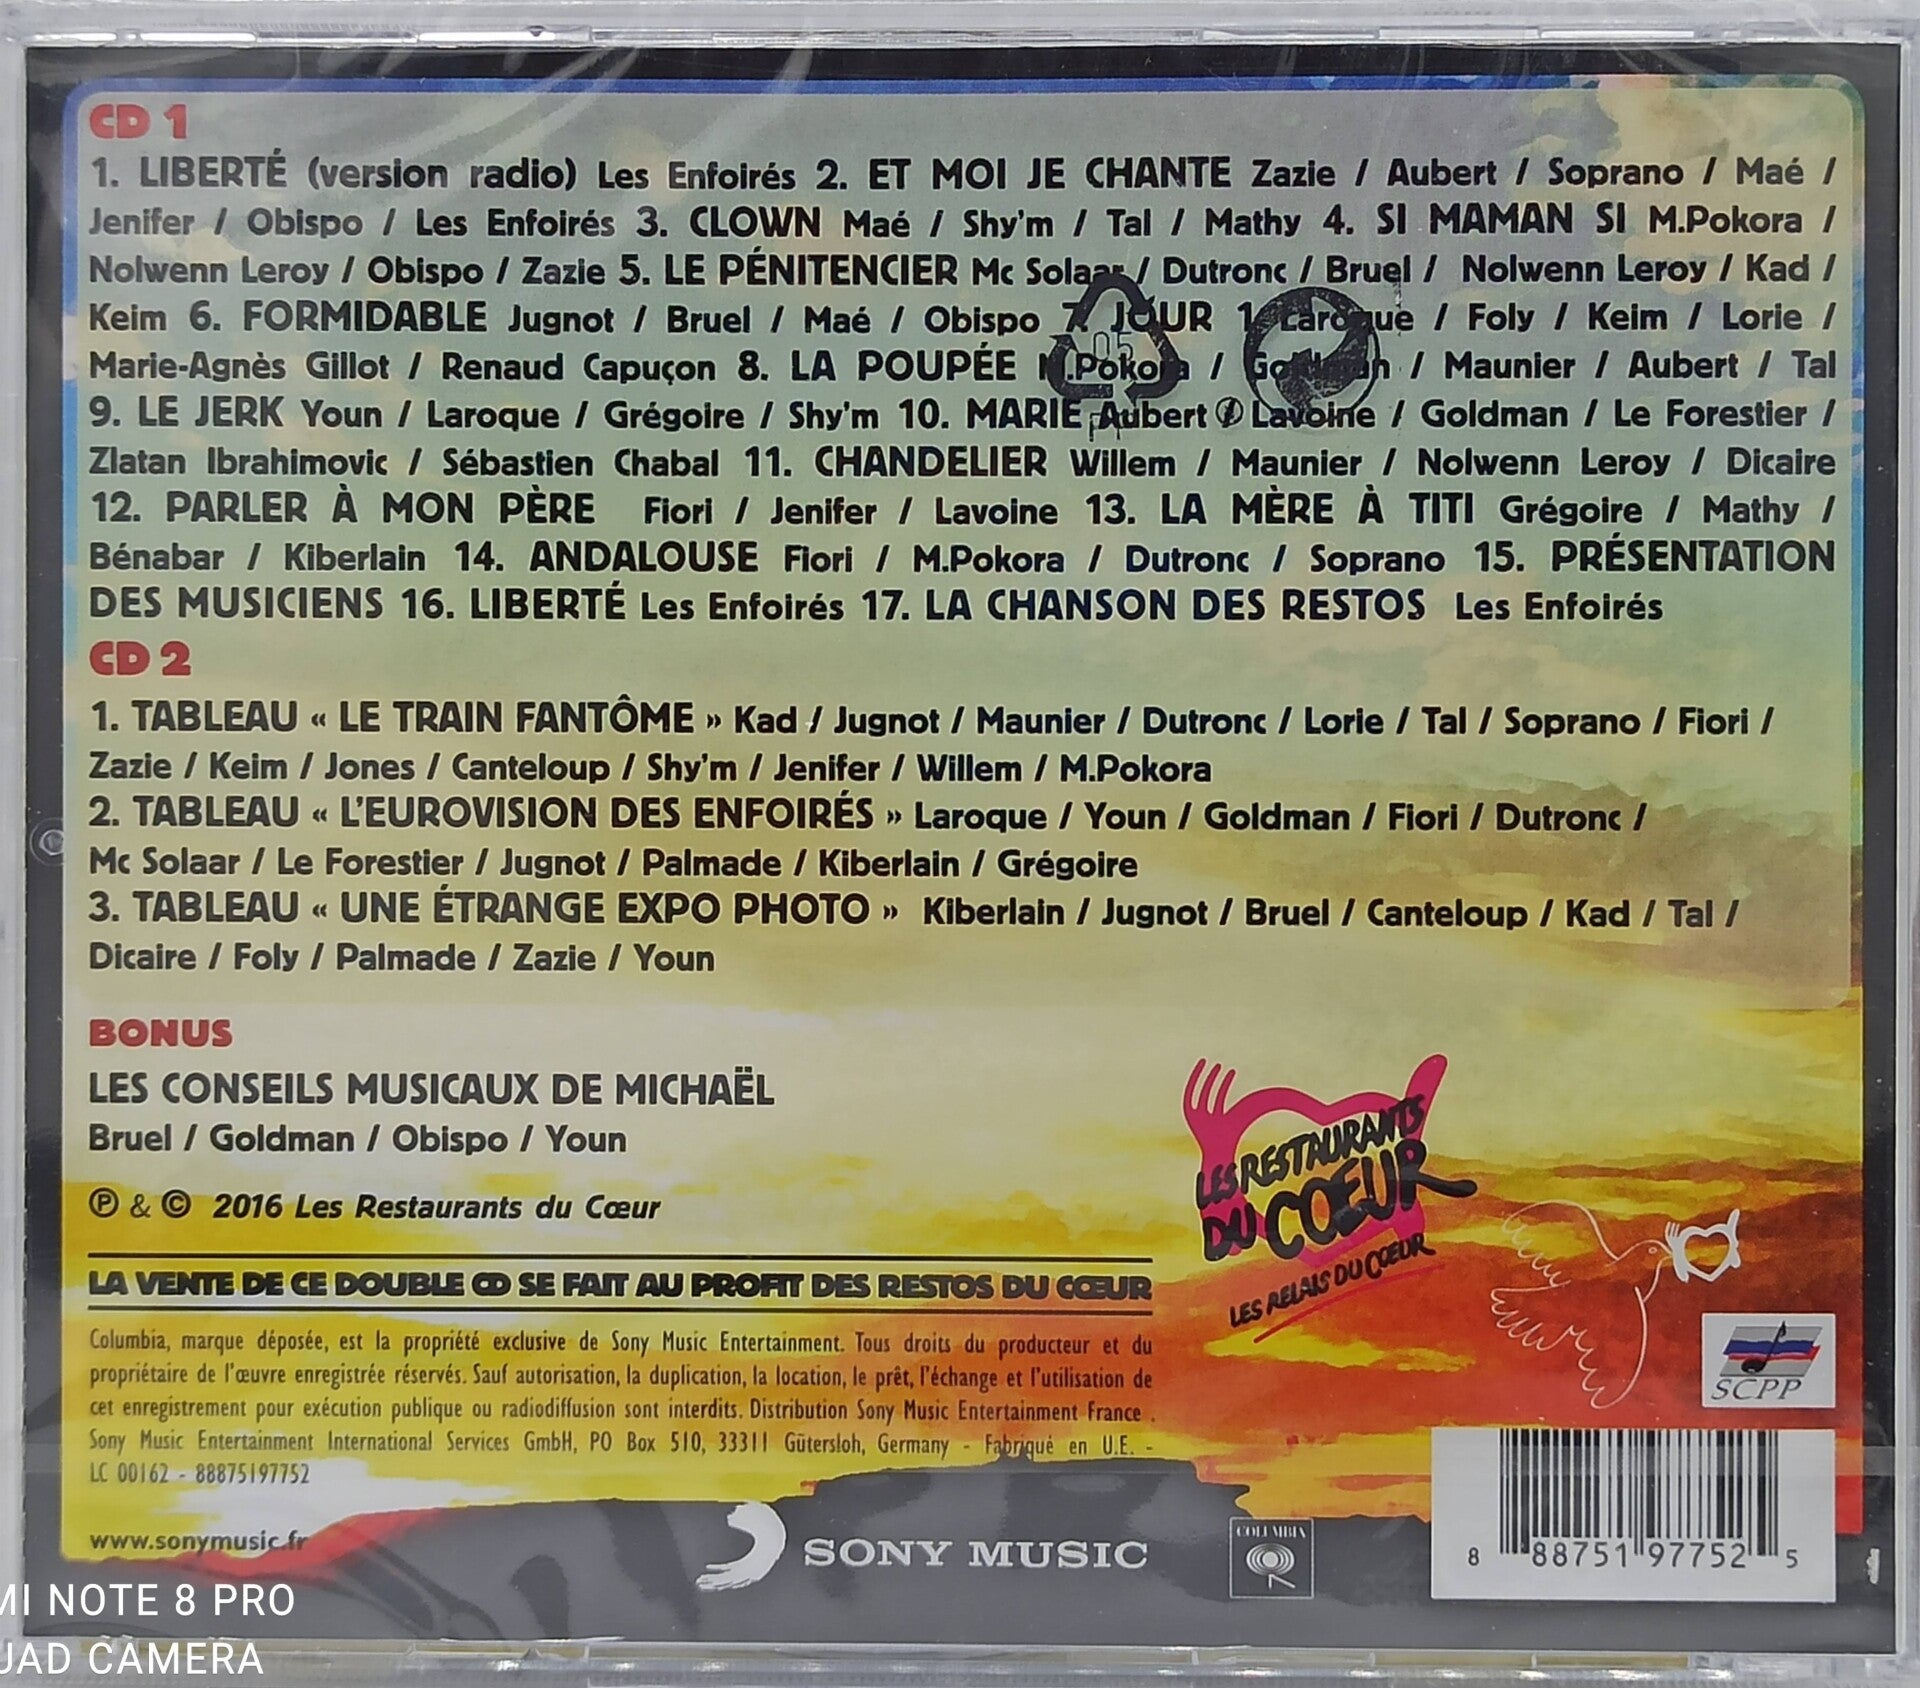 CD 1
1. LIBERTÉ (version radio) Les Enfoirés 2. ET MOI JE CHANTE Zazie / Aubert / Soprano / Maé /
Jenifer / Obispo / Les Enfoirés 3. CLOWN Maé / Shy'm / Tal / Mathy 4. SI MAMAN SI M.Pokora /
Nolwenn Leroy / Obispo / Zazie 5. LE PÉNITENCIER Mc Solaar / Dutronc / Bruel / Nolwenn Leroy / Kad /
Keim 6. FORMIDABLE Jugnot / Bruel / Maé / Obispo 7. JOUR 1 Laroque / Foly / Keim / Lorie /
Marie-Agnès Gillot / Renaud Capuçon 8. LA POUPÉE M.Pokora / Goldman / Maunier / Aubert / Tal
05
9. LE JERK Youn / Laroque / Grégoire / Shy'm 10. MARIE Aubert / Lavoine / Goldman / Le Forestier /
Zlatan Ibrahimovic / Sébastien Chabal 11. CHANDELIER Willem / Maunier / Nolwenn Leroy / Dicaire
12. PARLER À MON PÈRE Fiori / Jenifer / Lavoine 13. LA MÈRE À TITI Grégoire / Mathy /
Bénabar / Kiberlain 14. ANDALOUSE Fiori / M.Pokora / Dutronc / Soprano 15. PRÉSENTATION
DES MUSICIENS 16. LIBERTÉ Les Enfoirés 17. LA CHANSON DES RESTOS Les Enfoirés
CD 2
1. TABLEAU « LE TRAIN FANTÔME » Kad / Jugnot / Maunier / Dutronc / Lorie / Tal / Soprano / Fiori /
Zazie / Keim / Jones / Canteloup / Shy'm / Jenifer / Willem / M.Pokora
2. TABLEAU « L'EUROVISION DES ENFOIRÉS » Laroque / Youn / Goldman / Fiori / Dutronc /
Mc Solaar / Le Forestier / Jugnot / Palmade / Kiberlain / Grégoire
3. TABLEAU « UNE ÉTRANGE EXPO PHOTO » Kiberlain / Jugnot / Bruel / Canteloup / Kad / Tal /
Dicaire / Foly / Palmade / Zazie / Youn
BONUS
LES CONSEILS MUSICAUX DE MICHAËL
Bruel / Goldman / Obispo / Youn
℗ & © 2016 Les Restaurants du Cœur
LA VENTE DE CE DOUBLE CD SE FAIT AU PROFIT DES RESTOS DU CŒUR
Columbia, marque déposée, est la propriété exclusive de Sony Music Entertainment. Tous droits du producteur et du
propriétaire de l'œuvre enregistrée réservés. Sauf autorisation, la duplication, la location, le prêt, l'échange et l'utilisation de
cet enregistrement pour exécution publique ou radiodiffusion sont interdits. Distribution Sony Music Entertainment France .
Sony Music Entertainment International Services GmbH, PO Box 510, 33311 Gütersloh, Germany - Fabriqué en U.E. -
LC 00162 - 88875197752
www.sonymusic.fr
LES RESTAURANTS
DU CŒUR
LES RELAIS DU CŒUR
SCPP
SONY MUSIC
COLUMBIA
8 88751 97752 5
MI NOTE 8 PRO
UAD CAMERA